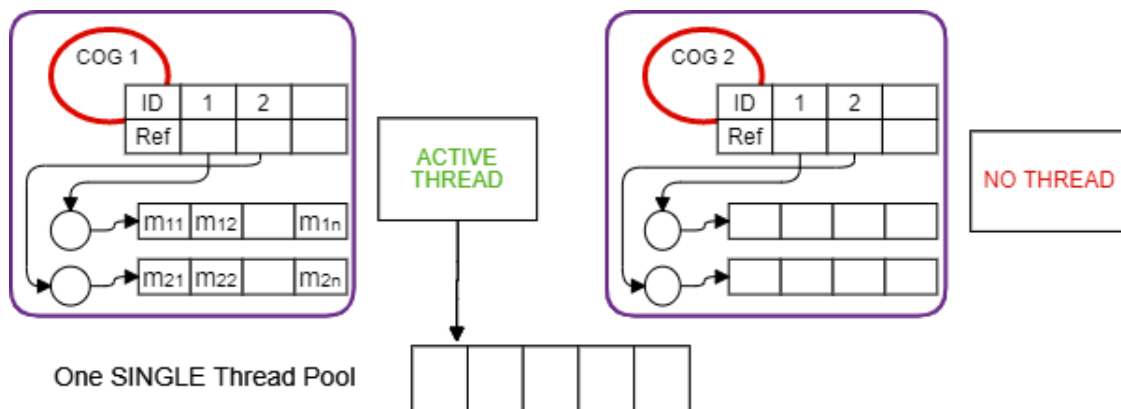 COG 1
ID 1 2
Ref
m11 m12 m1n
m21 m22 m2n
ACTIVE
THREAD
COG 2
ID 1 2
Ref
NO THREAD
One SINGLE Thread Pool